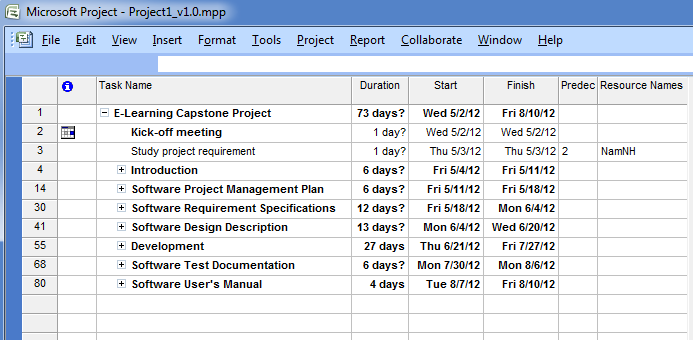 Microsoft Project - Project1_v1.0.mpp
File Edit View Insert Format Tools Project Report Collaborate Window Help
Task Name Duration Start Finish Predec Resource Names
1 E-Learning Capstone Project 73 days? Wed 5/2/12 Fri 8/10/12
2 Kick-off meeting 1 day? Wed 5/2/12 Wed 5/2/12
3 Study project requirement 1 day? Thu 5/3/12 Thu 5/3/12 2 NamNH
4 Introduction 6 days? Fri 5/4/12 Fri 5/11/12
14 Software Project Management Plan 6 days? Fri 5/11/12 Fri 5/18/12
30 Software Requirement Specifications 12 days? Fri 5/18/12 Mon 6/4/12
41 Software Design Description 13 days? Mon 6/4/12 Wed 6/20/12
55 Development 27 days Thu 6/21/12 Fri 7/27/12
68 Software Test Documentation 6 days? Mon 7/30/12 Mon 8/6/12
80 Software User's Manual 4 days Tue 8/7/12 Fri 8/10/12